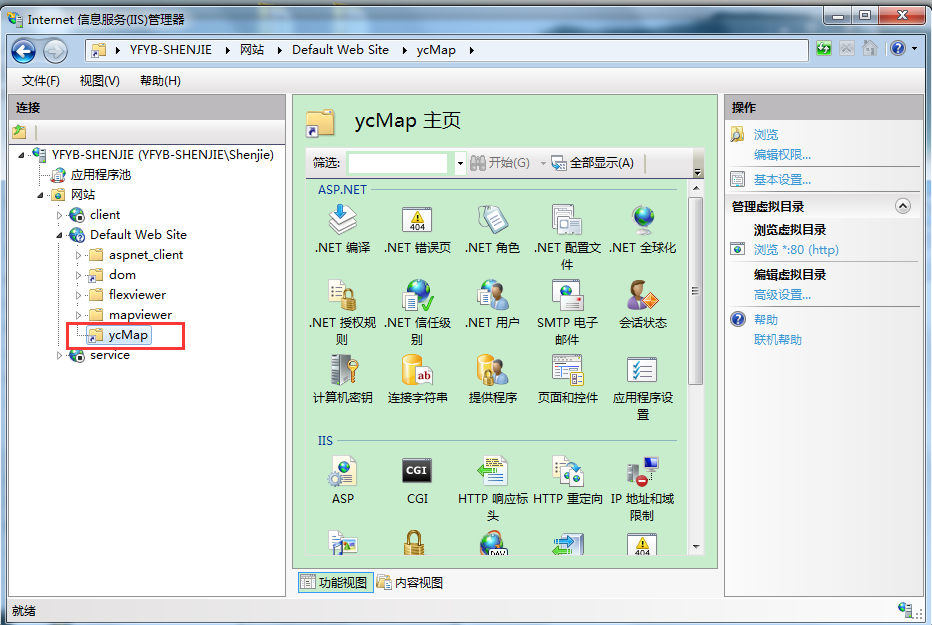 Internet 信息服务(IIS)管理器
YFYB-SHENJIE
网站
Default Web Site
ycMap
文件(F)
视图(V)
帮助(H)
连接
YFYB-SHENJIE (YFYB-SHENJIE\Shenjie)
应用程序池
网站
client
Default Web Site
aspnet_client
dom
flexviewer
mapviewer
ycMap
service
ycMap 主页
筛选:
开始(G)
全部显示(A)
ASP.NET
.NET 编译
.NET 错误页
404
.NET 角色
.NET 配置文
件
.NET 全球化
.NET 授权规
则
.NET 信任级
别
.NET 用户
SMTP 电子
邮件
会话状态
计算机密钥
ab
连接字符串
提供程序
页面和控件
应用程序设
置
IIS
ASP
CGI
CGI
HTTP 响应标
头
HTTP 重定向
IP 地址和域
限制
DAV
404
功能视图
内容视图
操作
浏览
编辑权限...
基本设置...
管理虚拟目录
浏览虚拟目录
浏览 *:80 (http)
编辑虚拟目录
高级设置...
帮助
联机帮助
就绪